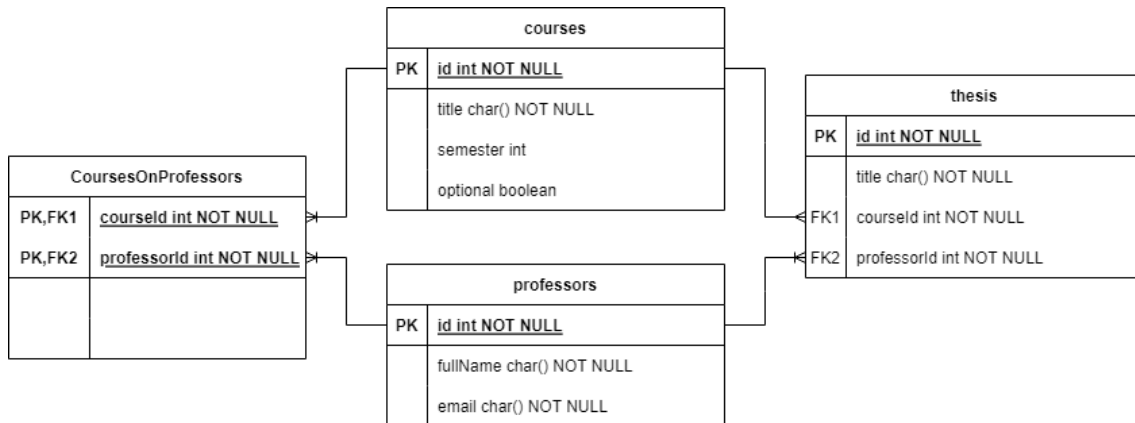 courses
PK id int NOT NULL
title char() NOT NULL
semester int
optional boolean
thesis
PK id int NOT NULL
title char() NOT NULL
FK1 courseId int NOT NULL
FK2 professorId int NOT NULL
CoursesOnProfessors
PK,FK1 courseId int NOT NULL
PK,FK2 professorId int NOT NULL
professors
PK id int NOT NULL
fullName char() NOT NULL
email char() NOT NULL